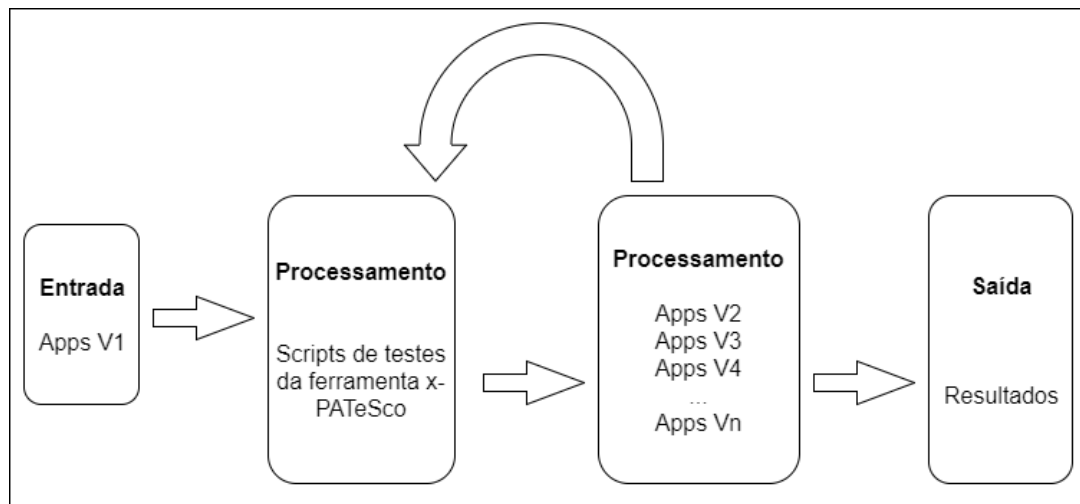 Entrada
Apps V1
Processamento
Scripts de testes
da ferramenta x-
PATeSco
Processamento
Apps V2
Apps V3
Apps V4
...
Apps Vn
Saída
Resultados